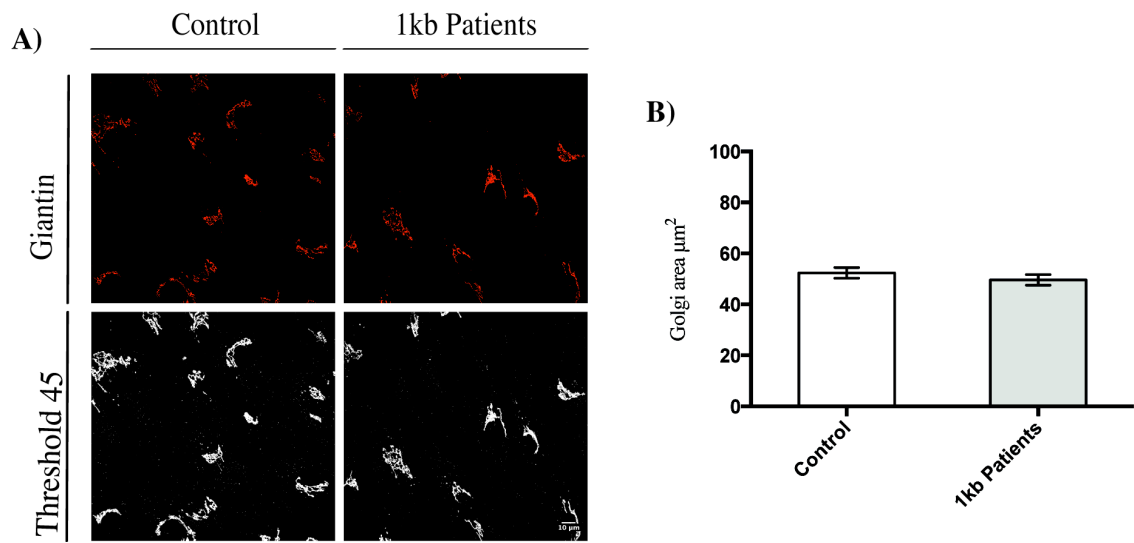 A)
Control
1kb Patients
Giantin
Threshold 45
10 μm
B)
Golgi area μm²
100
80
60
40
20
0
Control
1kb Patients